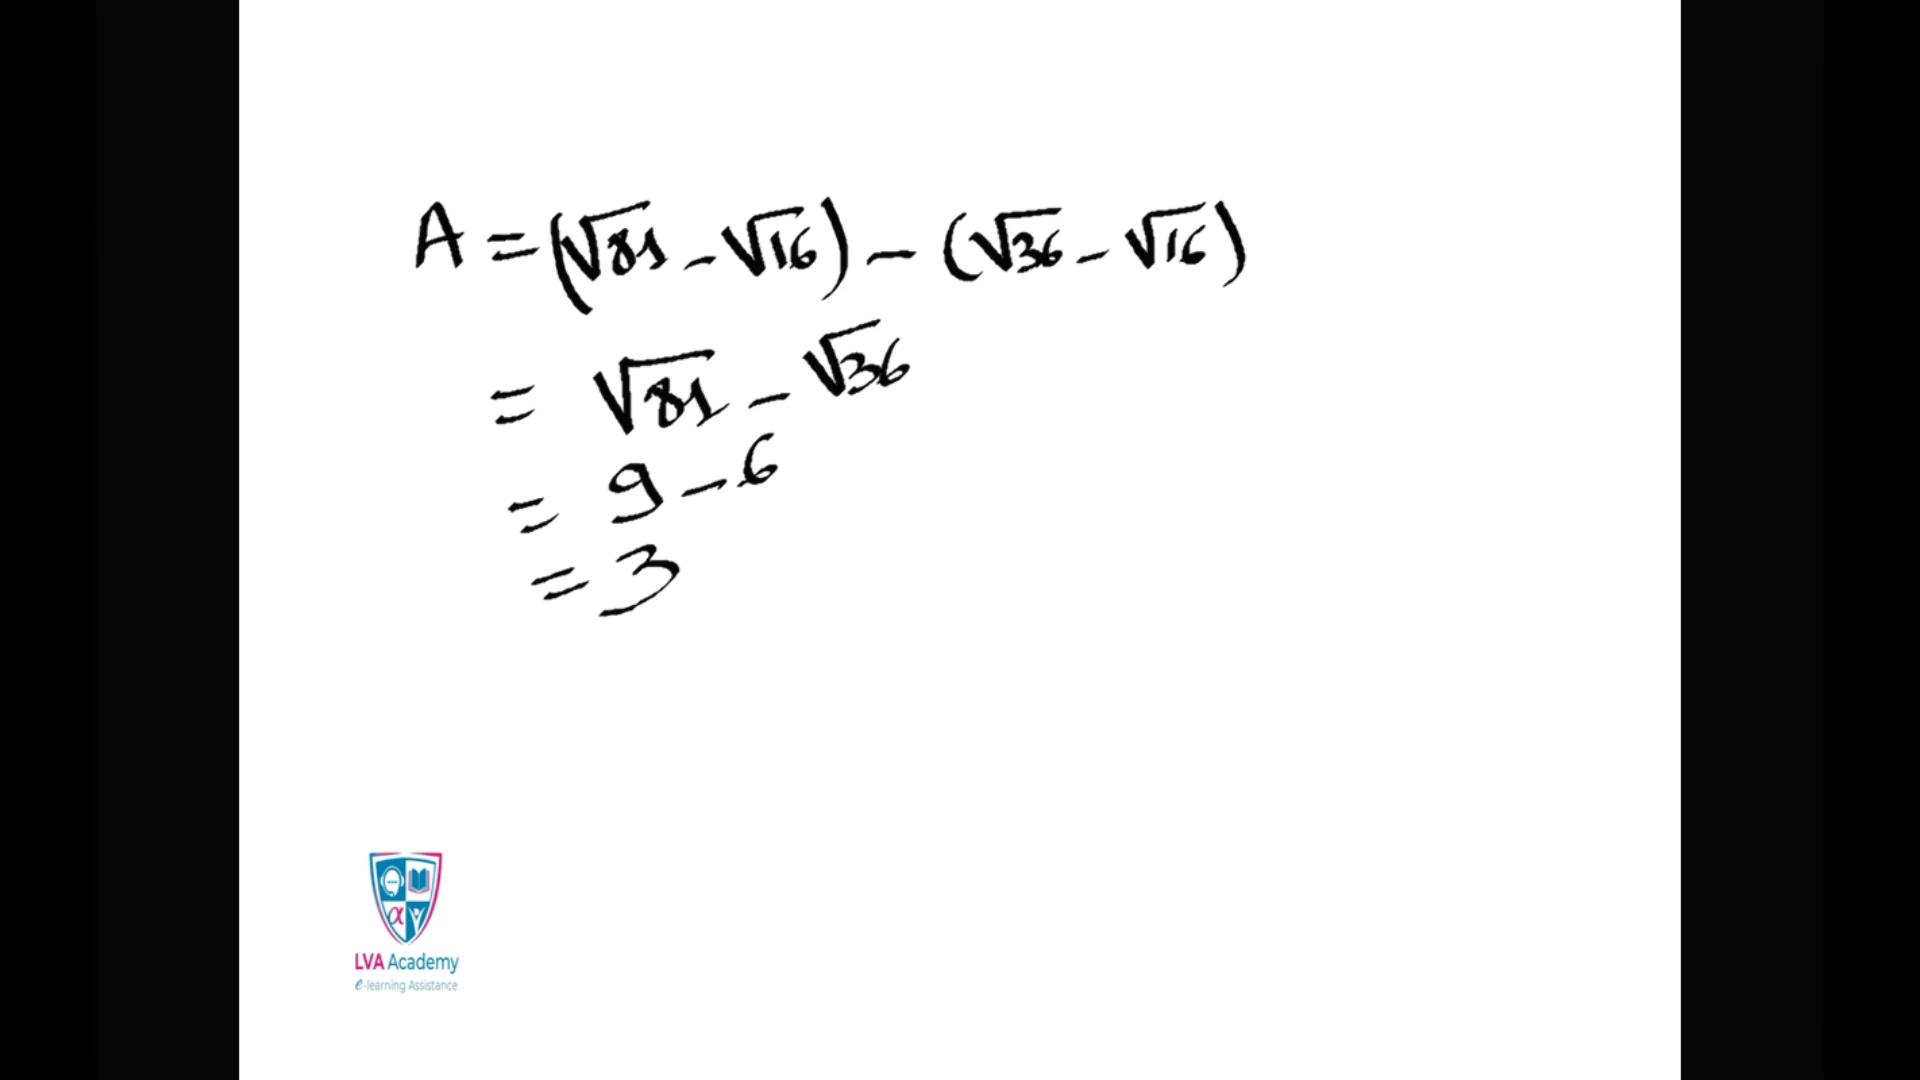 A = (√81 - √16) - (√36 - √16)
= √81 - √36
= 9 - 6
= 3
α
LVA Academy
e-learning Assistance